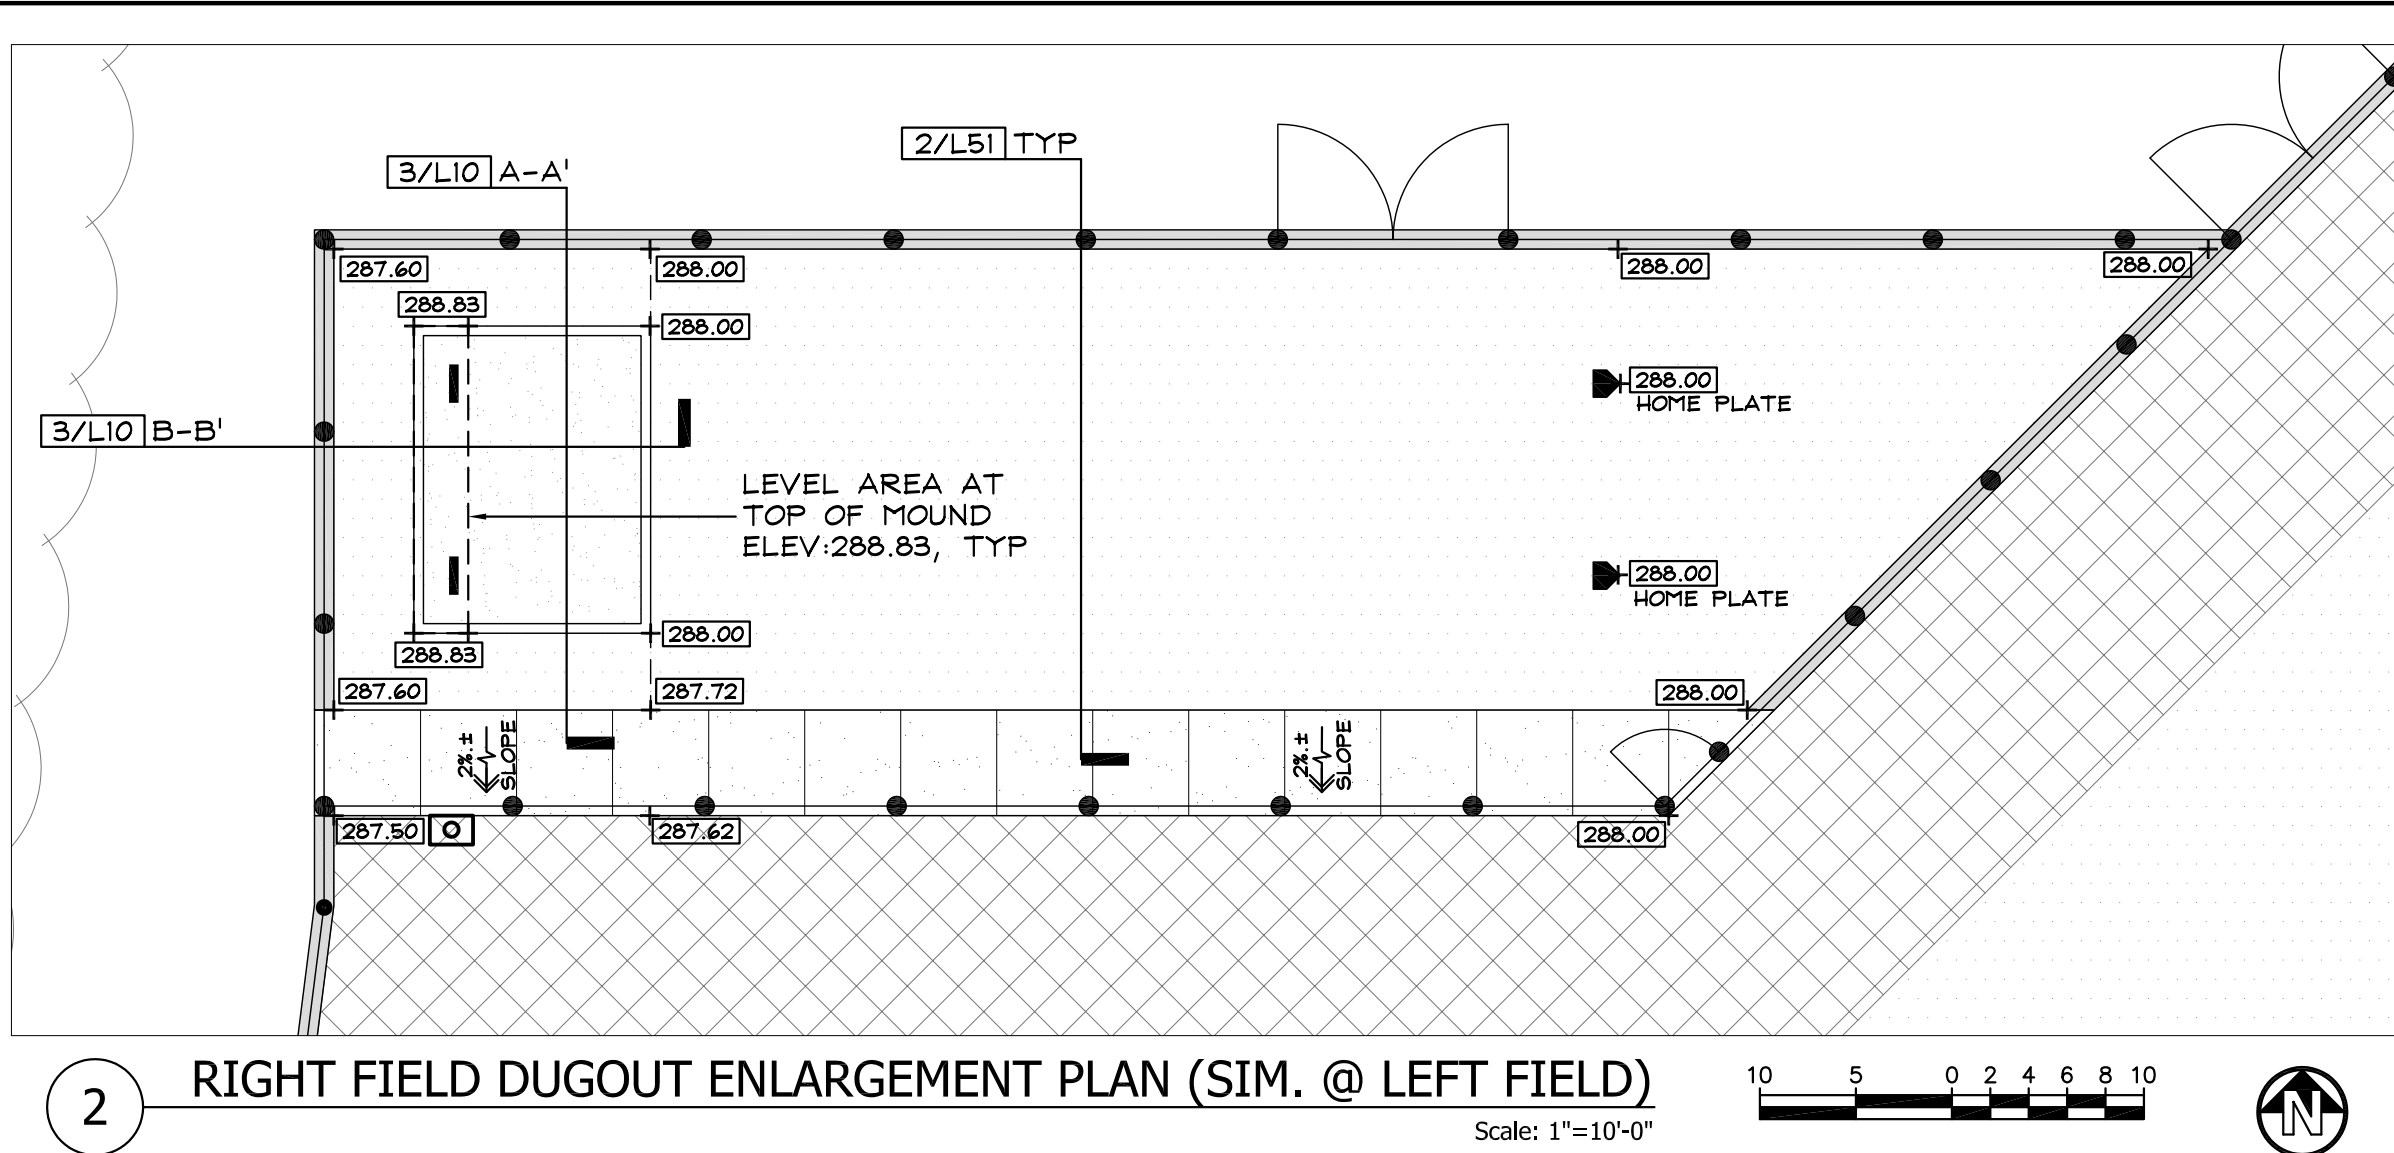 2/L51 TYP
3/L10 A-A'
287.60
288.00
288.00
288.00
288.83
288.00
288.00
HOME PLATE
3/L10 B-B'
LEVEL AREA AT
TOP OF MOUND
ELEV:288.83, TYP
288.00
HOME PLATE
288.00
288.83
287.60
287.72
288.00
2%.±
SLOPE
2%.±
SLOPE
287.50
287.62
288.00
2
RIGHT FIELD DUGOUT ENLARGEMENT PLAN (SIM. @ LEFT FIELD)
Scale: 1"=10'-0"
10 5 0 2 4 6 8 10
N